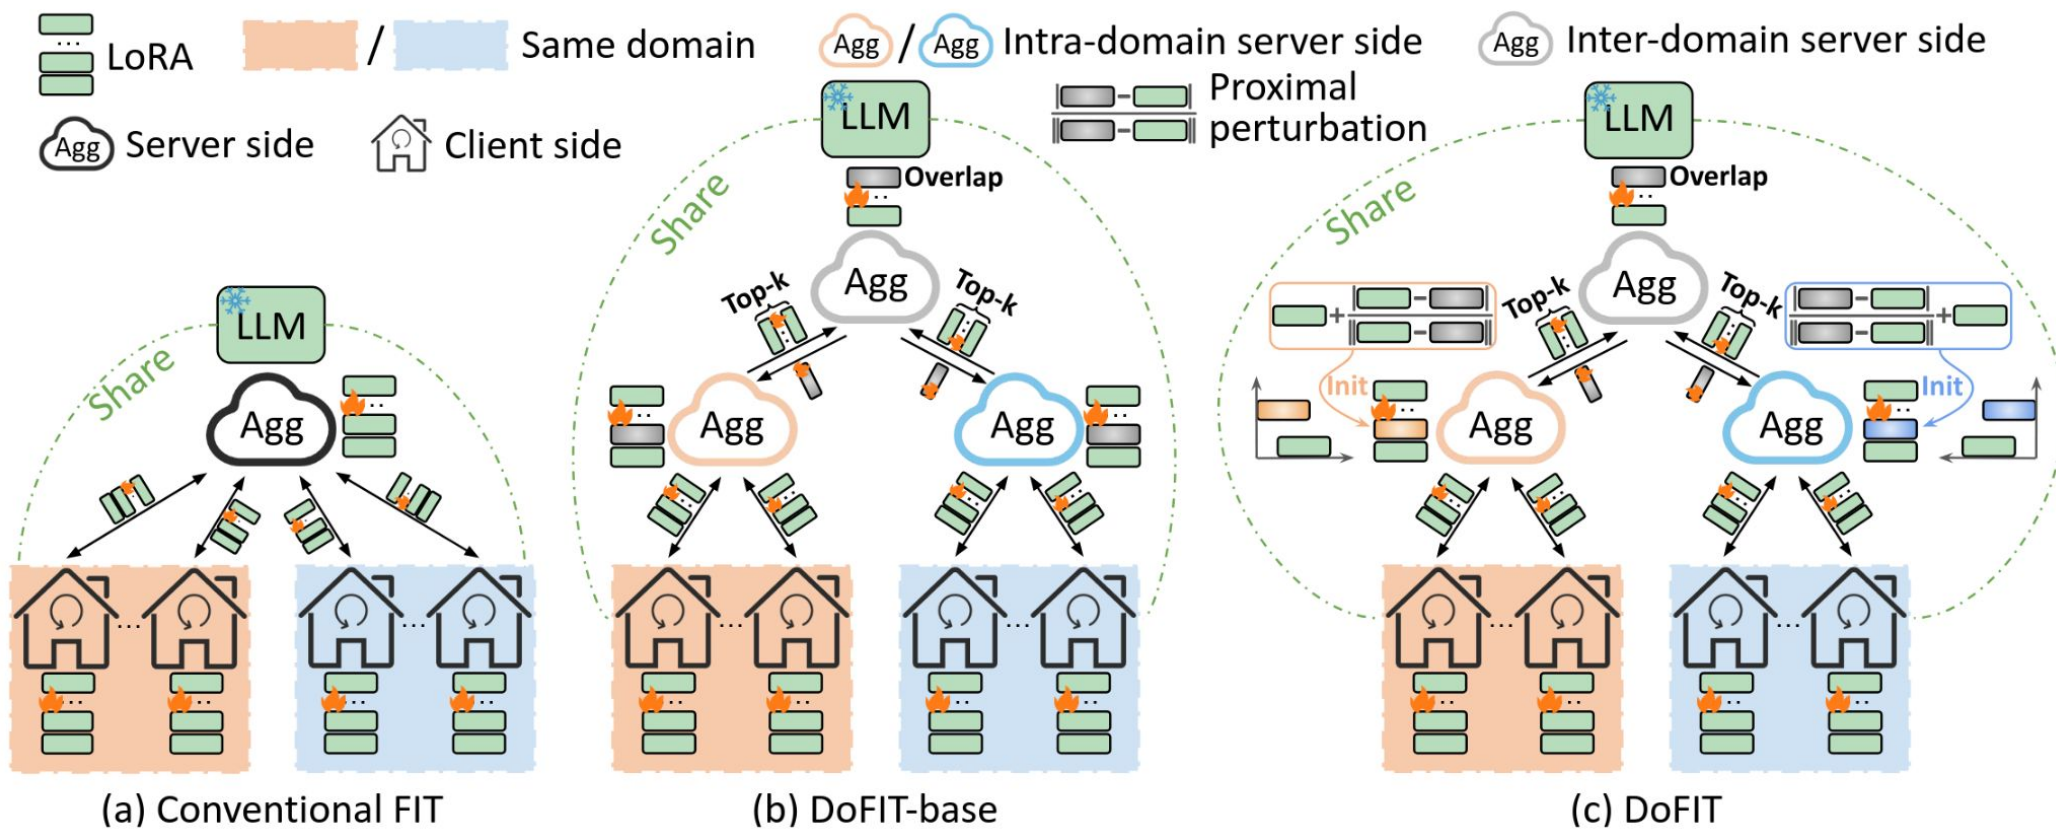 LoRA
/
Same domain
Agg / Agg
Intra-domain server side
Agg
Inter-domain server side
Agg
Server side
Client side
Proximal
perturbation
LLM
Share
Agg
...
...
(a) Conventional FIT
LLM
Overlap
Share
Agg
Top-k
Top-k
Agg
Agg
...
...
(b) DoFIT-base
LLM
Overlap
Share
Agg
Top-k
Top-k
+
+
Init
Init
Agg
Agg
...
...
(c) DoFIT